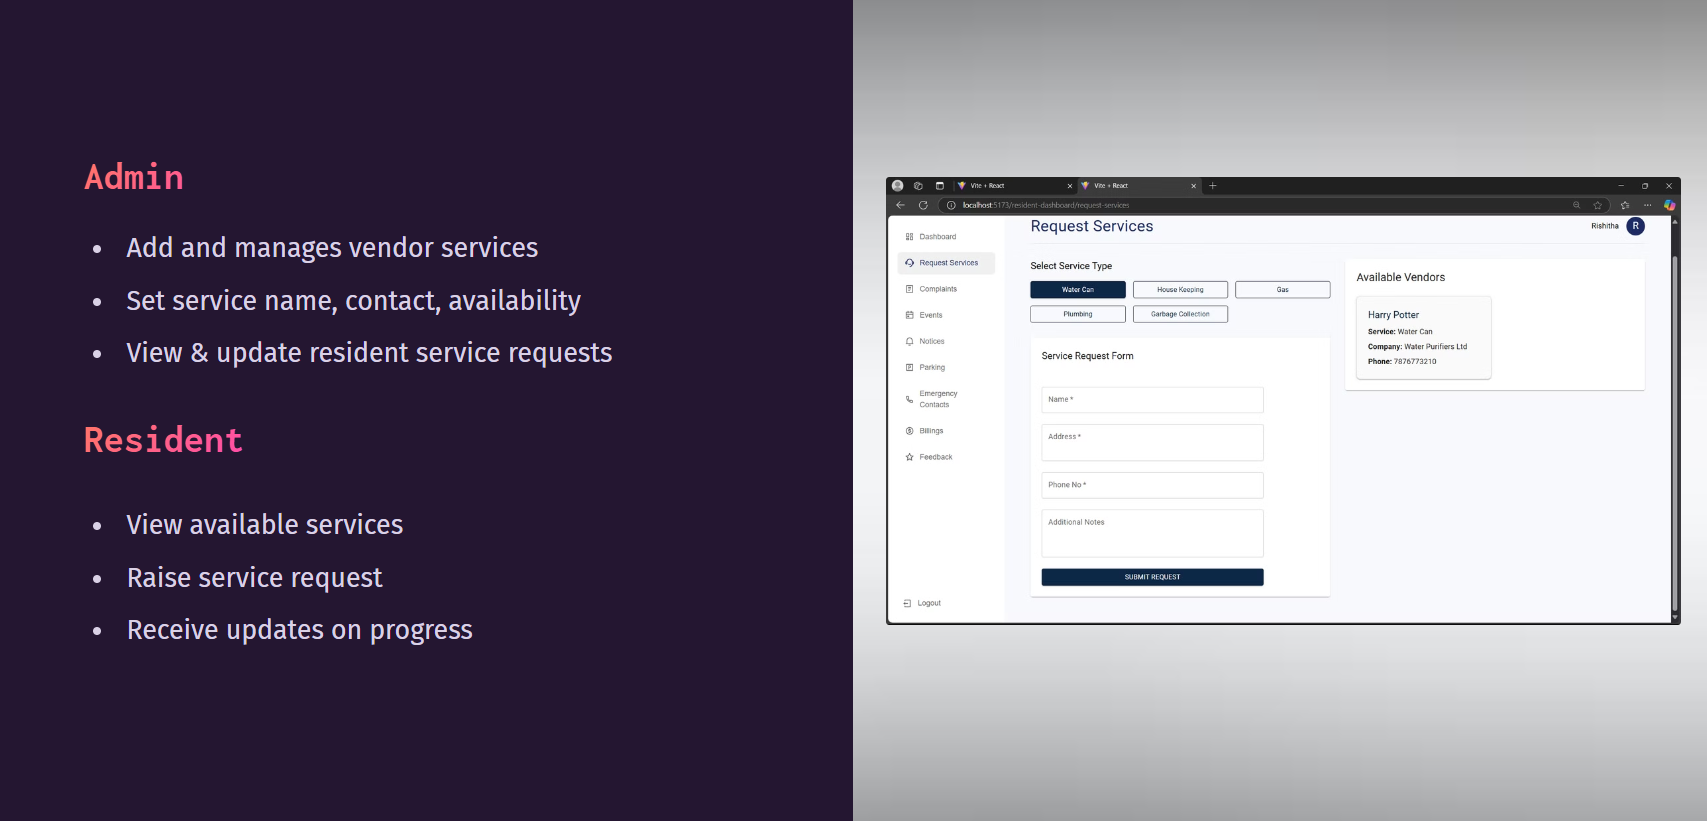 Admin
Add and manages vendor services
Set service name, contact, availability
View & update resident service requests
Resident
View available services
Raise service request
Receive updates on progress
Vite + React
Vite + React
localhost:5173/resident-dashboard/request-services
Dashboard
Request Services
Complaints
Events
Notices
Parking
Emergency
Contacts
Billings
Feedback
Logout
Request Services
Rishitha
R
Select Service Type
Water Can
House Keeping
Gas
Plumbing
Garbage Collection
Service Request Form
Name *
Address *
Phone No *
Additional Notes
SUBMIT REQUEST
Available Vendors
Harry Potter
Service: Water Can
Company: Water Purifiers Ltd
Phone: 7876773210